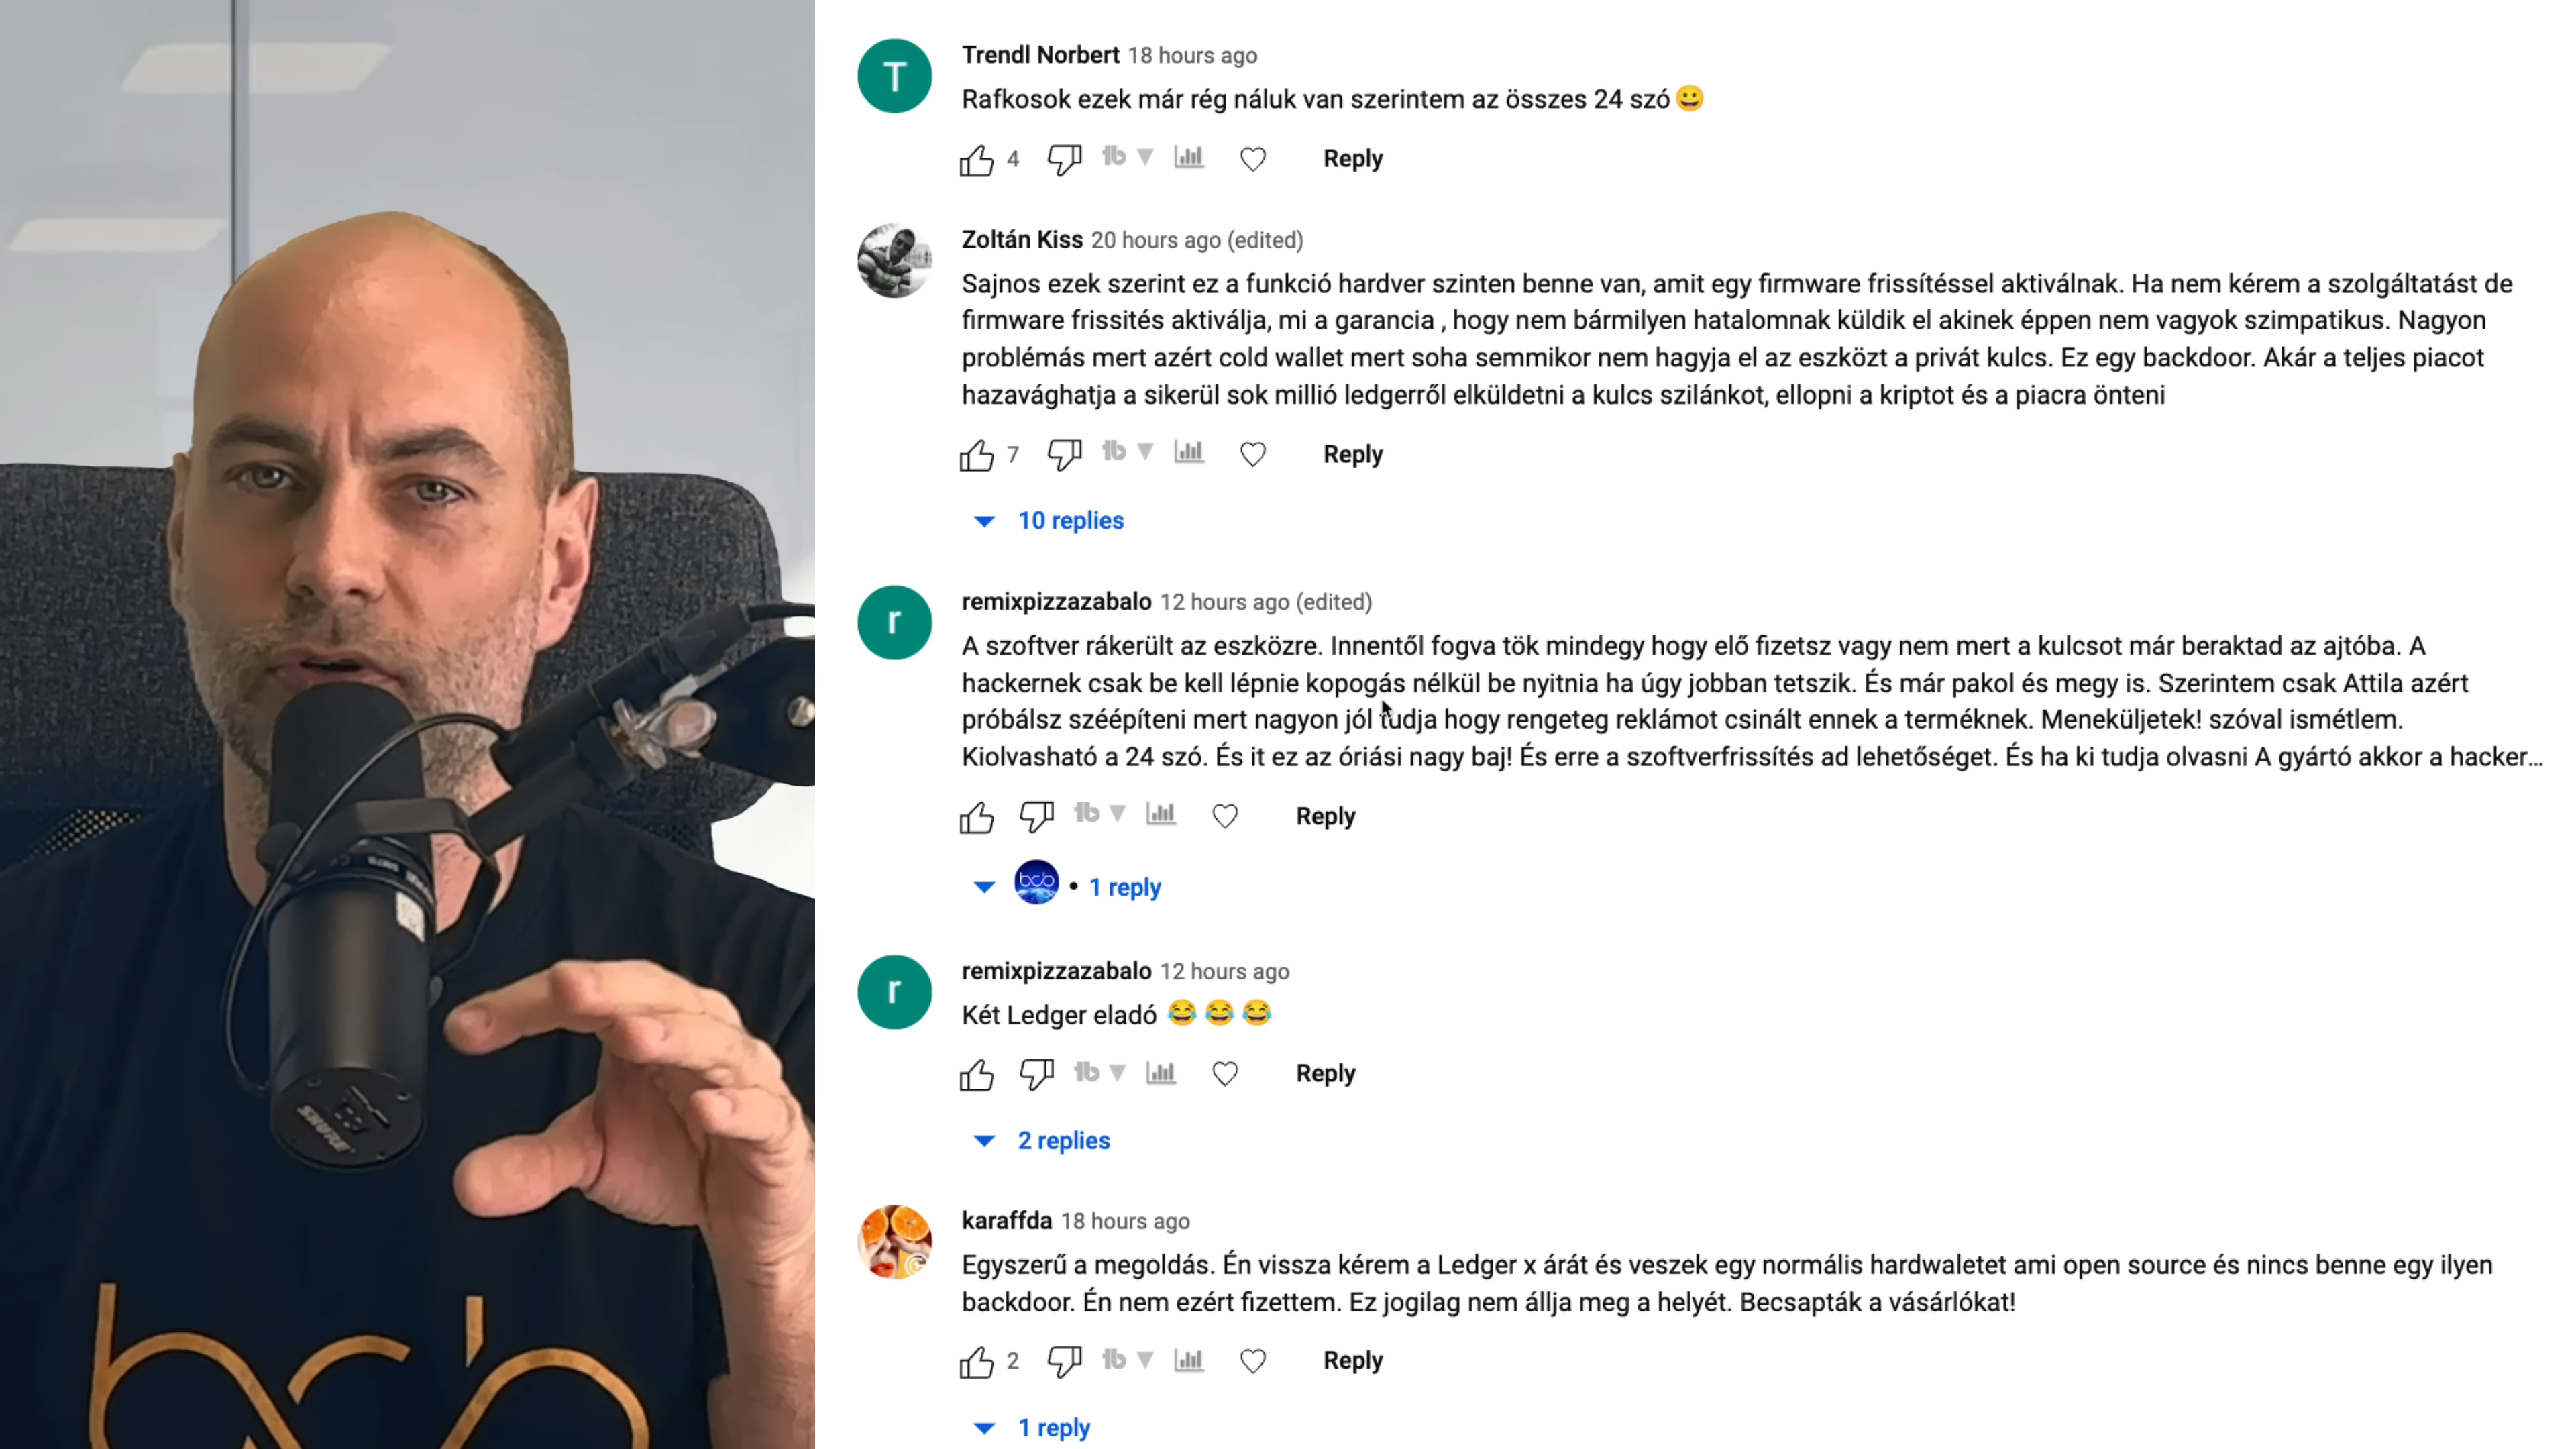 Trendl Norbert 18 hours ago
Rafkosok ezek már rég náluk van szerintem az összes 24 szó😀
4 Reply
Zoltán Kiss 20 hours ago (edited)
Sajnos ezek szerint ez a funkció hardver szinten benne van, amit egy firmware frissítéssel aktiválnak. Ha nem kérem a szolgáltatást de
firmware frissités aktiválja, mi a garancia , hogy nem bármilyen hatalomnak küldik el akinek éppen nem vagyok szimpatikus. Nagyon
problémás mert azért cold wallet mert soha semmikor nem hagyja el az eszközt a privát kulcs. Ez egy backdoor. Akár a teljes piacot
hazavághatja a sikerül sok millió ledgerről elküldetni a kulcs szilánkot, ellopni a kriptot és a piacra önteni
7 Reply
10 replies
remixpizzazabalo 12 hours ago (edited)
A szoftver rákerült az eszközre. Innentől fogva tök mindegy hogy elő fizetsz vagy nem mert a kulcsot már beraktad az ajtóba. A
hackernek csak be kell lépnie kopogás nélkül be nyitnia ha úgy jobban tetszik. És már pakol és megy is. Szerintem csak Attila azért
próbálsz széépíteni mert nagyon jól tudja hogy rengeteg reklámot csinált ennek a terméknek. Meneküljetek! szóval ismétlem.
Kiolvasható a 24 szó. És it ez az óriási nagy baj! És erre a szoftverfrissítés ad lehetőséget. És ha ki tudja olvasni A gyártó akkor a hacker...
Reply
bcb • 1 reply
remixpizzazabalo 12 hours ago
Két Ledger eladó 😂 😂 😂
Reply
2 replies
karaffda 18 hours ago
Egyszerű a megoldás. Én vissza kérem a Ledger x árát és veszek egy normális hardwaletet ami open source és nincs benne egy ilyen
backdoor. Én nem ezért fizettem. Ez jogilag nem állja meg a helyét. Becsapták a vásárlókat!
2 Reply
1 reply
SHURE
bcb